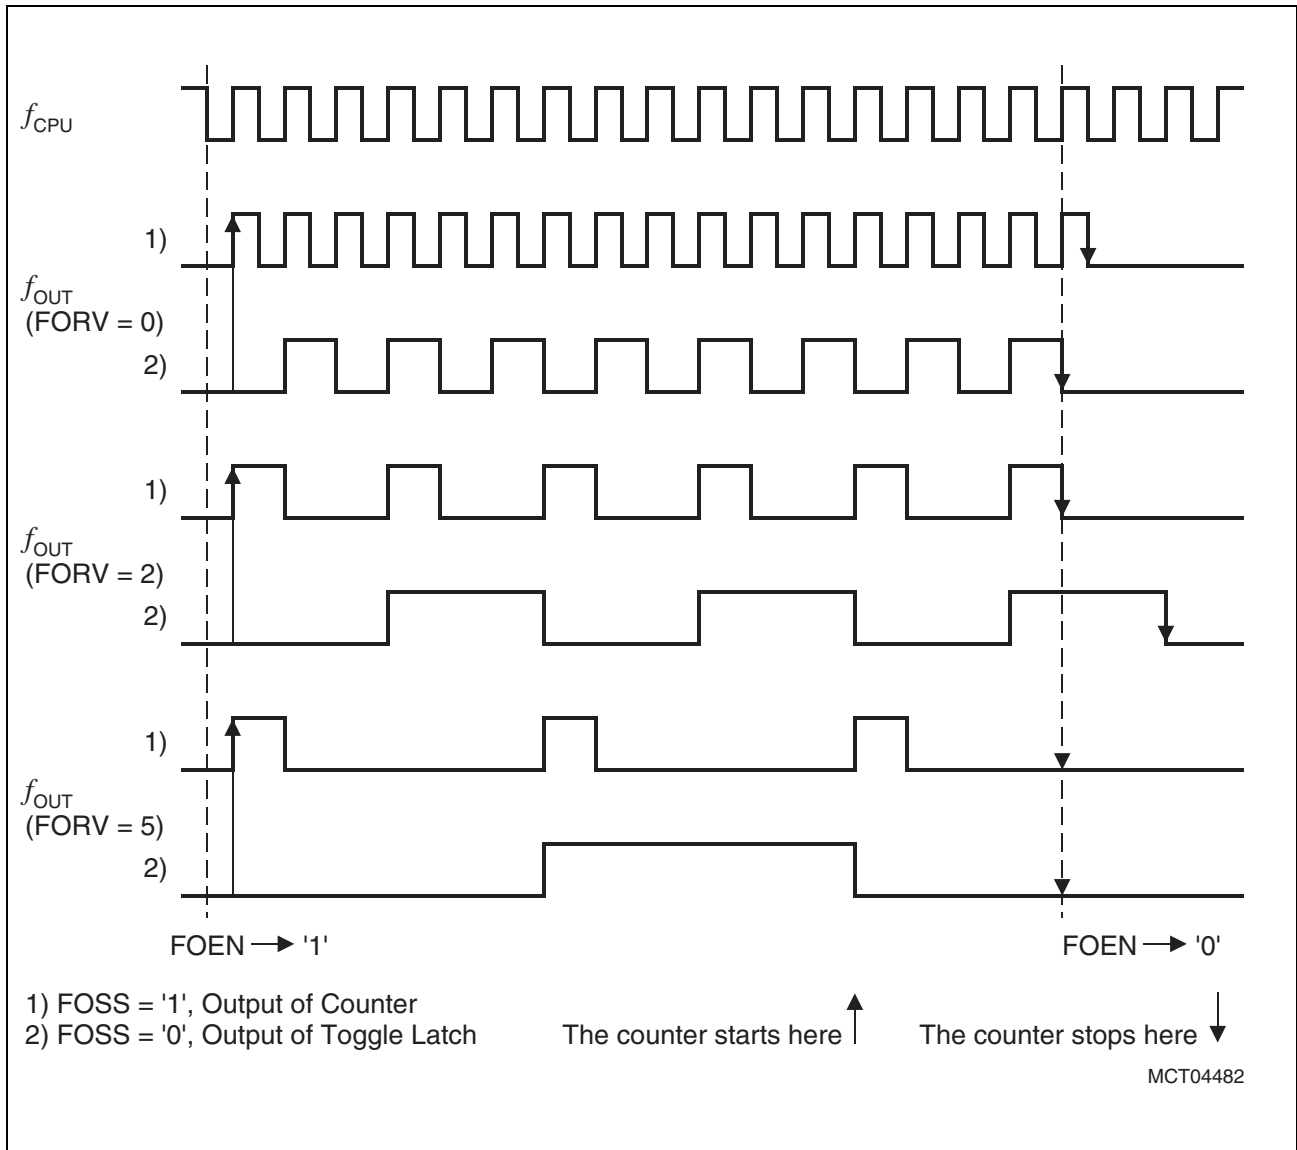 fCPU
1)
fOUT
(FORV = 0)
2)
1)
fOUT
(FORV = 2)
2)
1)
fOUT
(FORV = 5)
2)
FOEN → '1'
FOEN → '0'
1) FOSS = '1', Output of Counter
2) FOSS = '0', Output of Toggle Latch
The counter starts here
The counter stops here
MCT04482